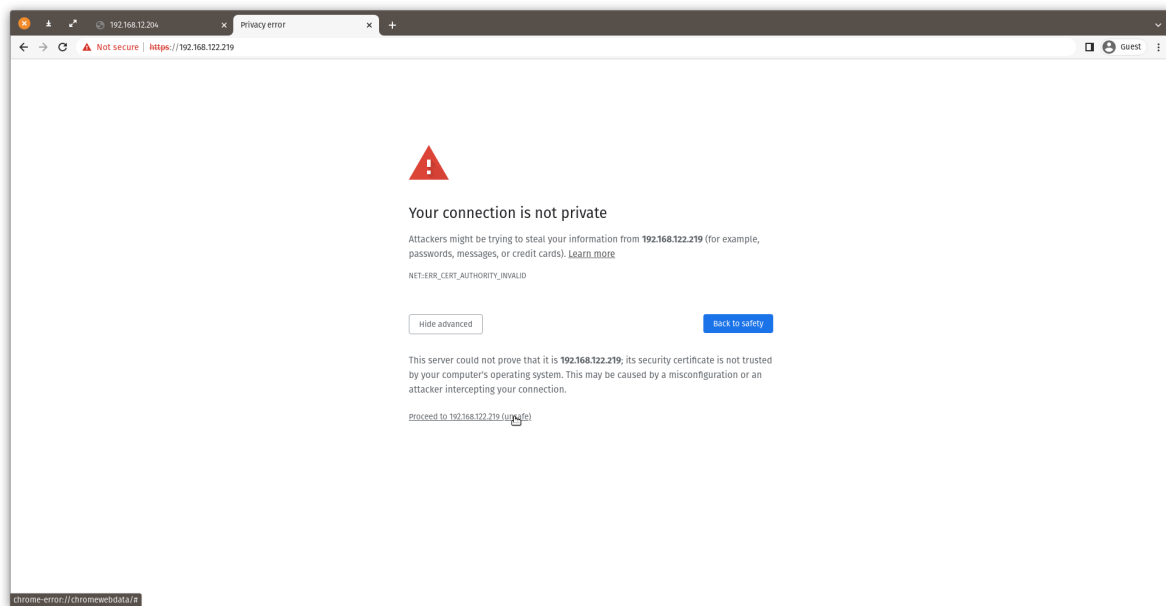 192.168.12.204
Privacy error
Not secure
https://192.168.122.219
Guest
Your connection is not private
Attackers might be trying to steal your information from 192.168.122.219 (for example,
passwords, messages, or credit cards). Learn more
NET::ERR_CERT_AUTHORITY_INVALID
Hide advanced
Back to safety
This server could not prove that it is 192.168.122.219; its security certificate is not trusted
by your computer's operating system. This may be caused by a misconfiguration or an
attacker intercepting your connection.
Proceed to 192.168.122.219 (unsafe)
chrome-error://chromewebdata/#